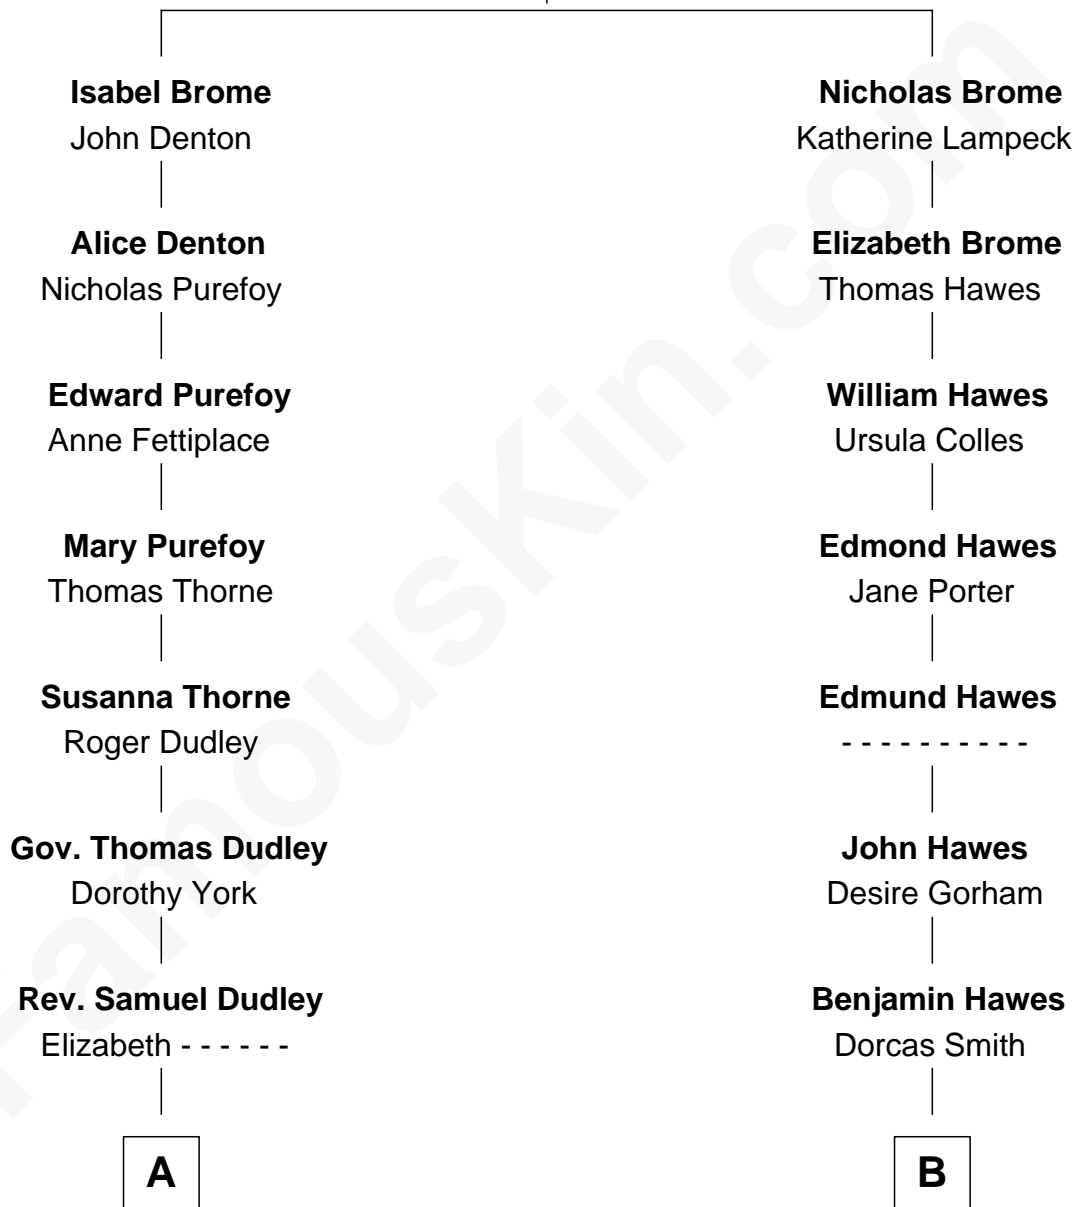 Isabel Brome
John Denton
Nicholas Brome
Katherine Lampeck
Alice Denton
Nicholas Purefoy
Elizabeth Brome
Thomas Hawes
Edward Purefoy
Anne Fettiplace
William Hawes
Ursula Colles
Mary Purefoy
Thomas Thorne
Edmond Hawes
Jane Porter
Susanna Thorne
Roger Dudley
Edmund Hawes
- - - - - - - - - -
Gov. Thomas Dudley
Dorothy York
John Hawes
Desire Gorham
Rev. Samuel Dudley
Elizabeth - - - - - -
Benjamin Hawes
Dorcas Smith
A
B
FamousKin.com